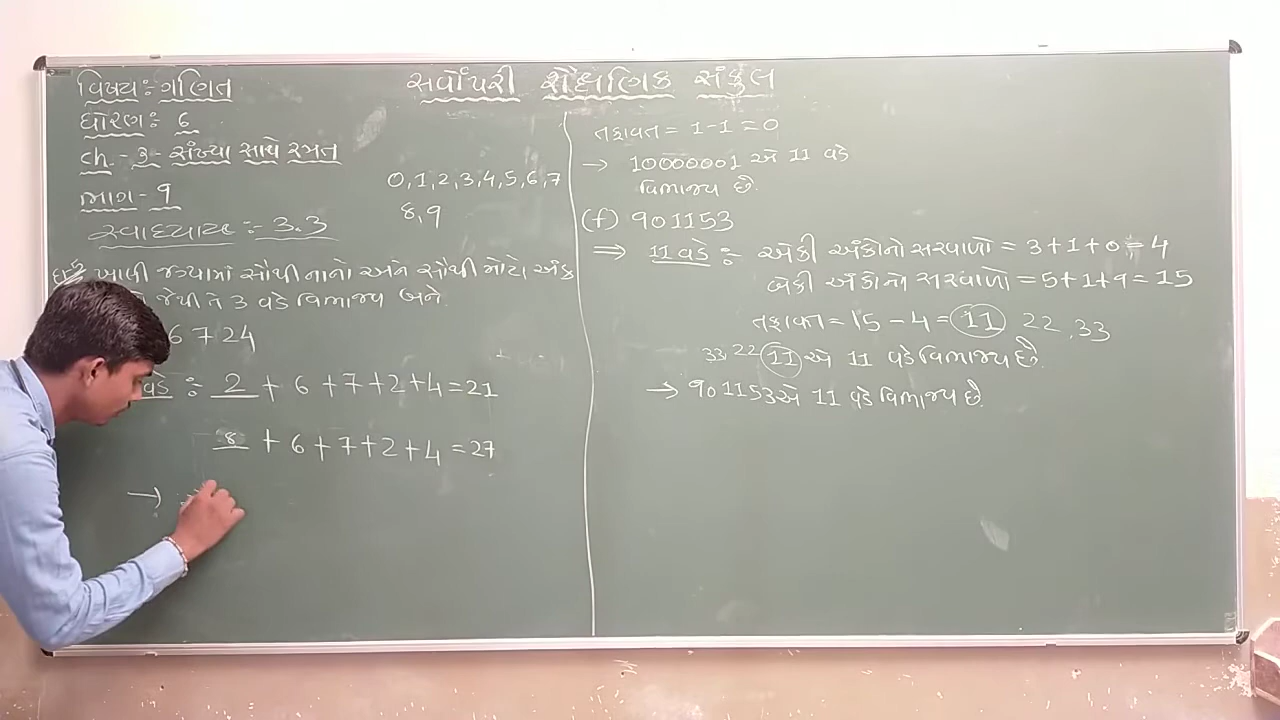 સર્વોપરી શૈક્ષણિક સંકુલ
વિષય:- ગણિત
ધોરણ:- 6
ch. - 3 - સંખ્યા સાથે રમત
ભાગ - 9
સ્વાધ્યાય :- 3.3
0,1,2,3,4,5,6,7
8,9
ખાલી જગ્યામાં સૌથી નાનો અને સૌથી મોટો અંક
જેથી તે 3 વડે વિભાજ્ય બને.
6724
વડે :- 2 + 6 + 7 + 2 + 4 = 21
8 + 6 + 7 + 2 + 4 = 27
→
તફાવત = 1 - 1 = 0
→ 10000001 એ 11 વડે
વિભાજ્ય છે.
(f) 901153
⇒ 11 વડે :- એકી અંકોનો સરવાળો = 3 + 1 + 0 = 4
બેકી અંકોનો સરવાળો = 5 + 1 + 9 = 15
તફાવત = 15 - 4 = 11 22,33
33 22 11 એ 11 વડે વિભાજ્ય છે.
→ 901153 એ 11 વડે વિભાજ્ય છે.